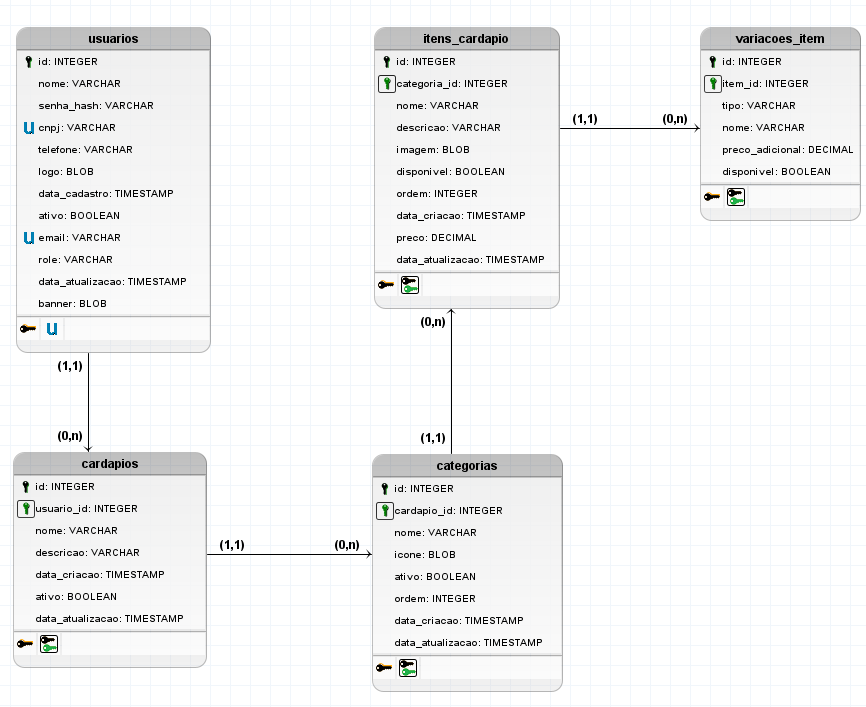 usuarios
id: INTEGER
nome: VARCHAR
senha_hash: VARCHAR
U cnpj: VARCHAR
telefone: VARCHAR
logo: BLOB
data_cadastro: TIMESTAMP
ativo: BOOLEAN
U email: VARCHAR
role: VARCHAR
data_atualizacao: TIMESTAMP
banner: BLOB
U
(1,1)
(0,n)
cardapios
id: INTEGER
usuario_id: INTEGER
nome: VARCHAR
descricao: VARCHAR
data_criacao: TIMESTAMP
ativo: BOOLEAN
data_atualizacao: TIMESTAMP
(1,1)
(0,n)
categorias
id: INTEGER
cardapio_id: INTEGER
nome: VARCHAR
icone: BLOB
ativo: BOOLEAN
ordem: INTEGER
data_criacao: TIMESTAMP
data_atualizacao: TIMESTAMP
(1,1)
(0,n)
itens_cardapio
id: INTEGER
categoria_id: INTEGER
nome: VARCHAR
descricao: VARCHAR
imagem: BLOB
disponivel: BOOLEAN
ordem: INTEGER
data_criacao: TIMESTAMP
preco: DECIMAL
data_atualizacao: TIMESTAMP
(1,1)
(0,n)
variacoes_item
id: INTEGER
item_id: INTEGER
tipo: VARCHAR
nome: VARCHAR
preco_adicional: DECIMAL
disponivel: BOOLEAN